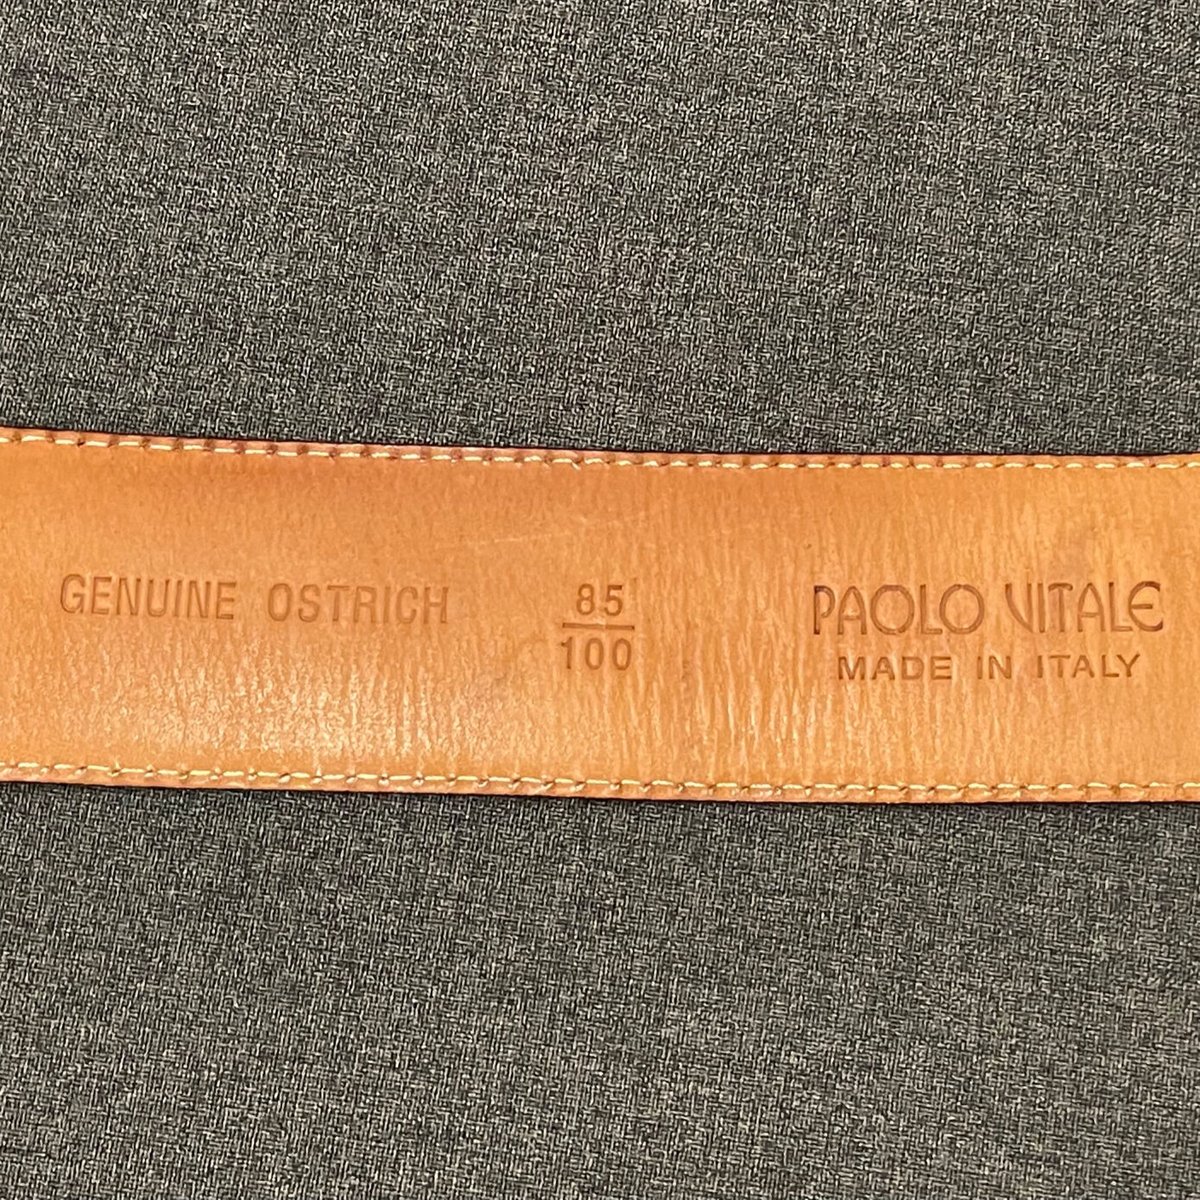 GENUINE OSTRICH
85
100
PAOLO VITALE
MADE IN ITALY